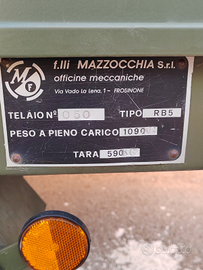 MF
f.lli MAZZOCCHIA S.r.l.
officine meccaniche
Via Vado La Lena, 1 - FROSINONE
TELAIO N° 050 TIPO RB5
PESO A PIENO CARICO 1090
TARA 590